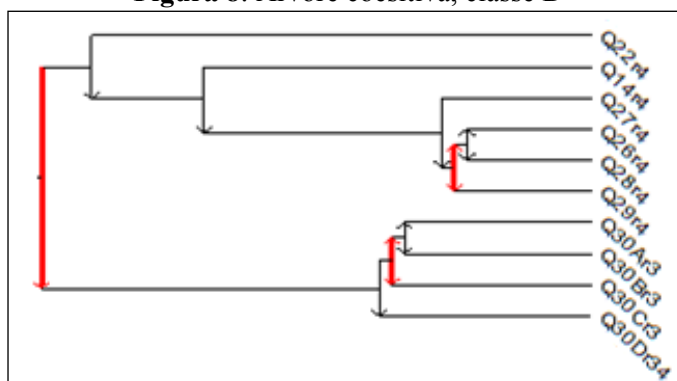 Figura 8: Árvore coesitiva, classe B
Q22r4
Q14r4
Q27r4
Q26r4
Q28r4
Q29r4
Q30Ar3
Q30Br3
Q30Cr3
Q30Dr34